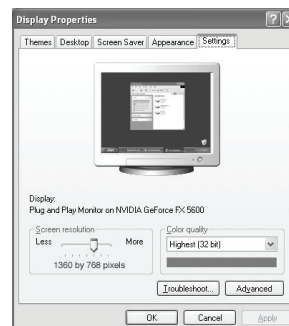 Display Properties
Themes Desktop Screen Saver Appearance Settings
Display:
Plug and Play Monitor on NVIDIA GeForce FX 5600
Screen resolution
Less More
1360 by 768 pixels
Color quality
Highest (32 bit)
Troubleshoot... Advanced
OK Cancel Apply